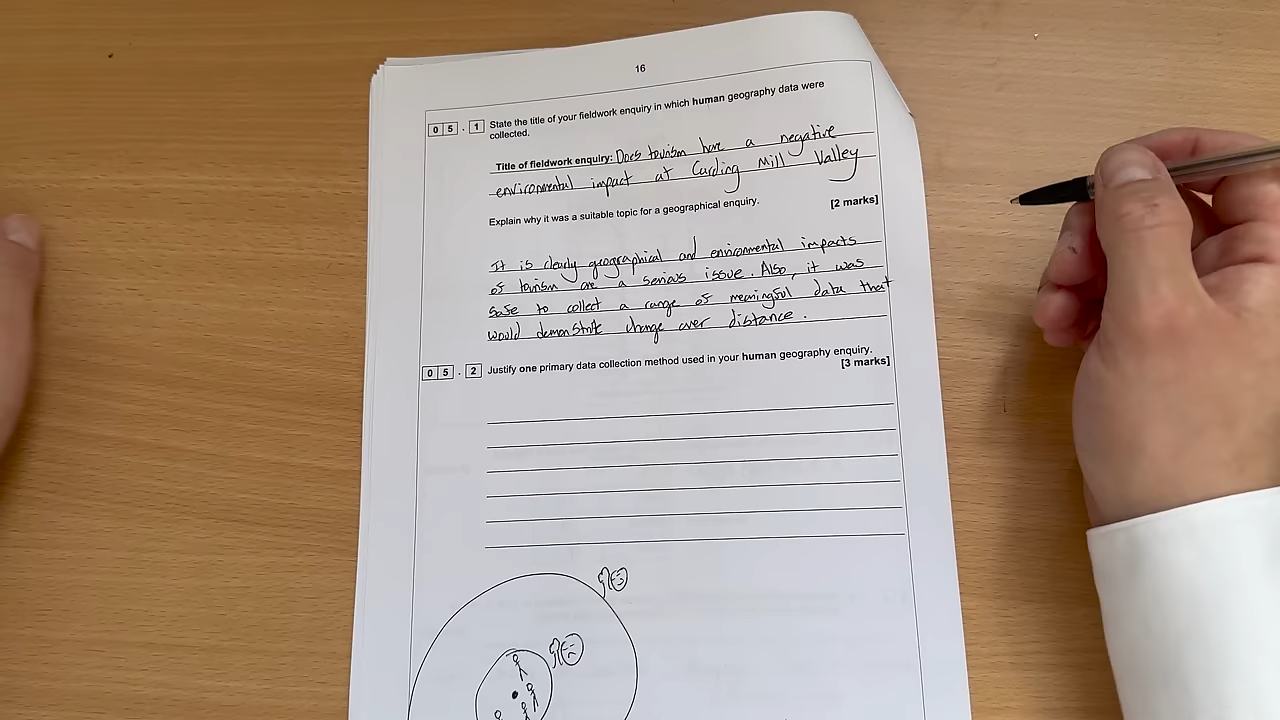 16
0 5 . 1 State the title of your fieldwork enquiry in which human geography data were
collected.
Title of fieldwork enquiry: Does tourism have a negative
environmental impact at Carding Mill Valley
Explain why it was a suitable topic for a geographical enquiry.
[2 marks]
It is clearly geographical and environmental impacts
of tourism are a serious issue. Also, it was
safe to collect a range of meaningful data that
would demonstrate change over distance.
0 5 . 2 Justify one primary data collection method used in your human geography enquiry.
[3 marks]